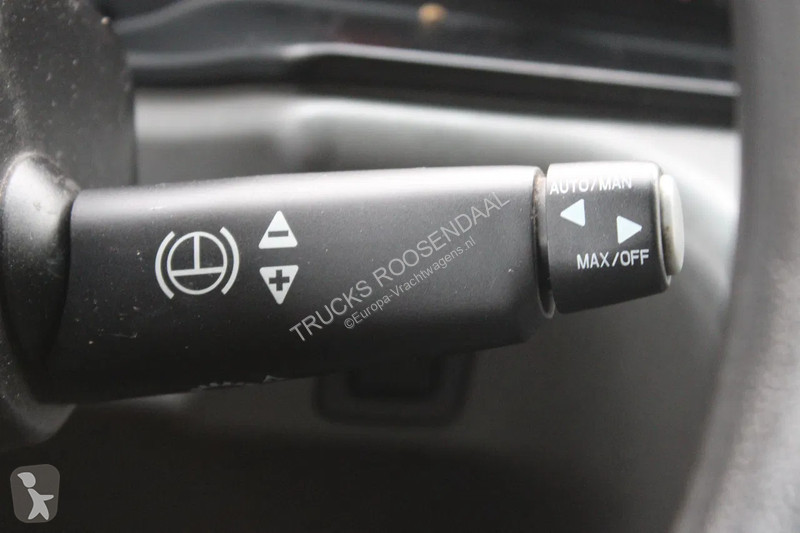 AUTO/MAN
MAX/OFF
−
+
TRUCKS ROOSENDAAL
©Europa-Vrachtwagens.nl